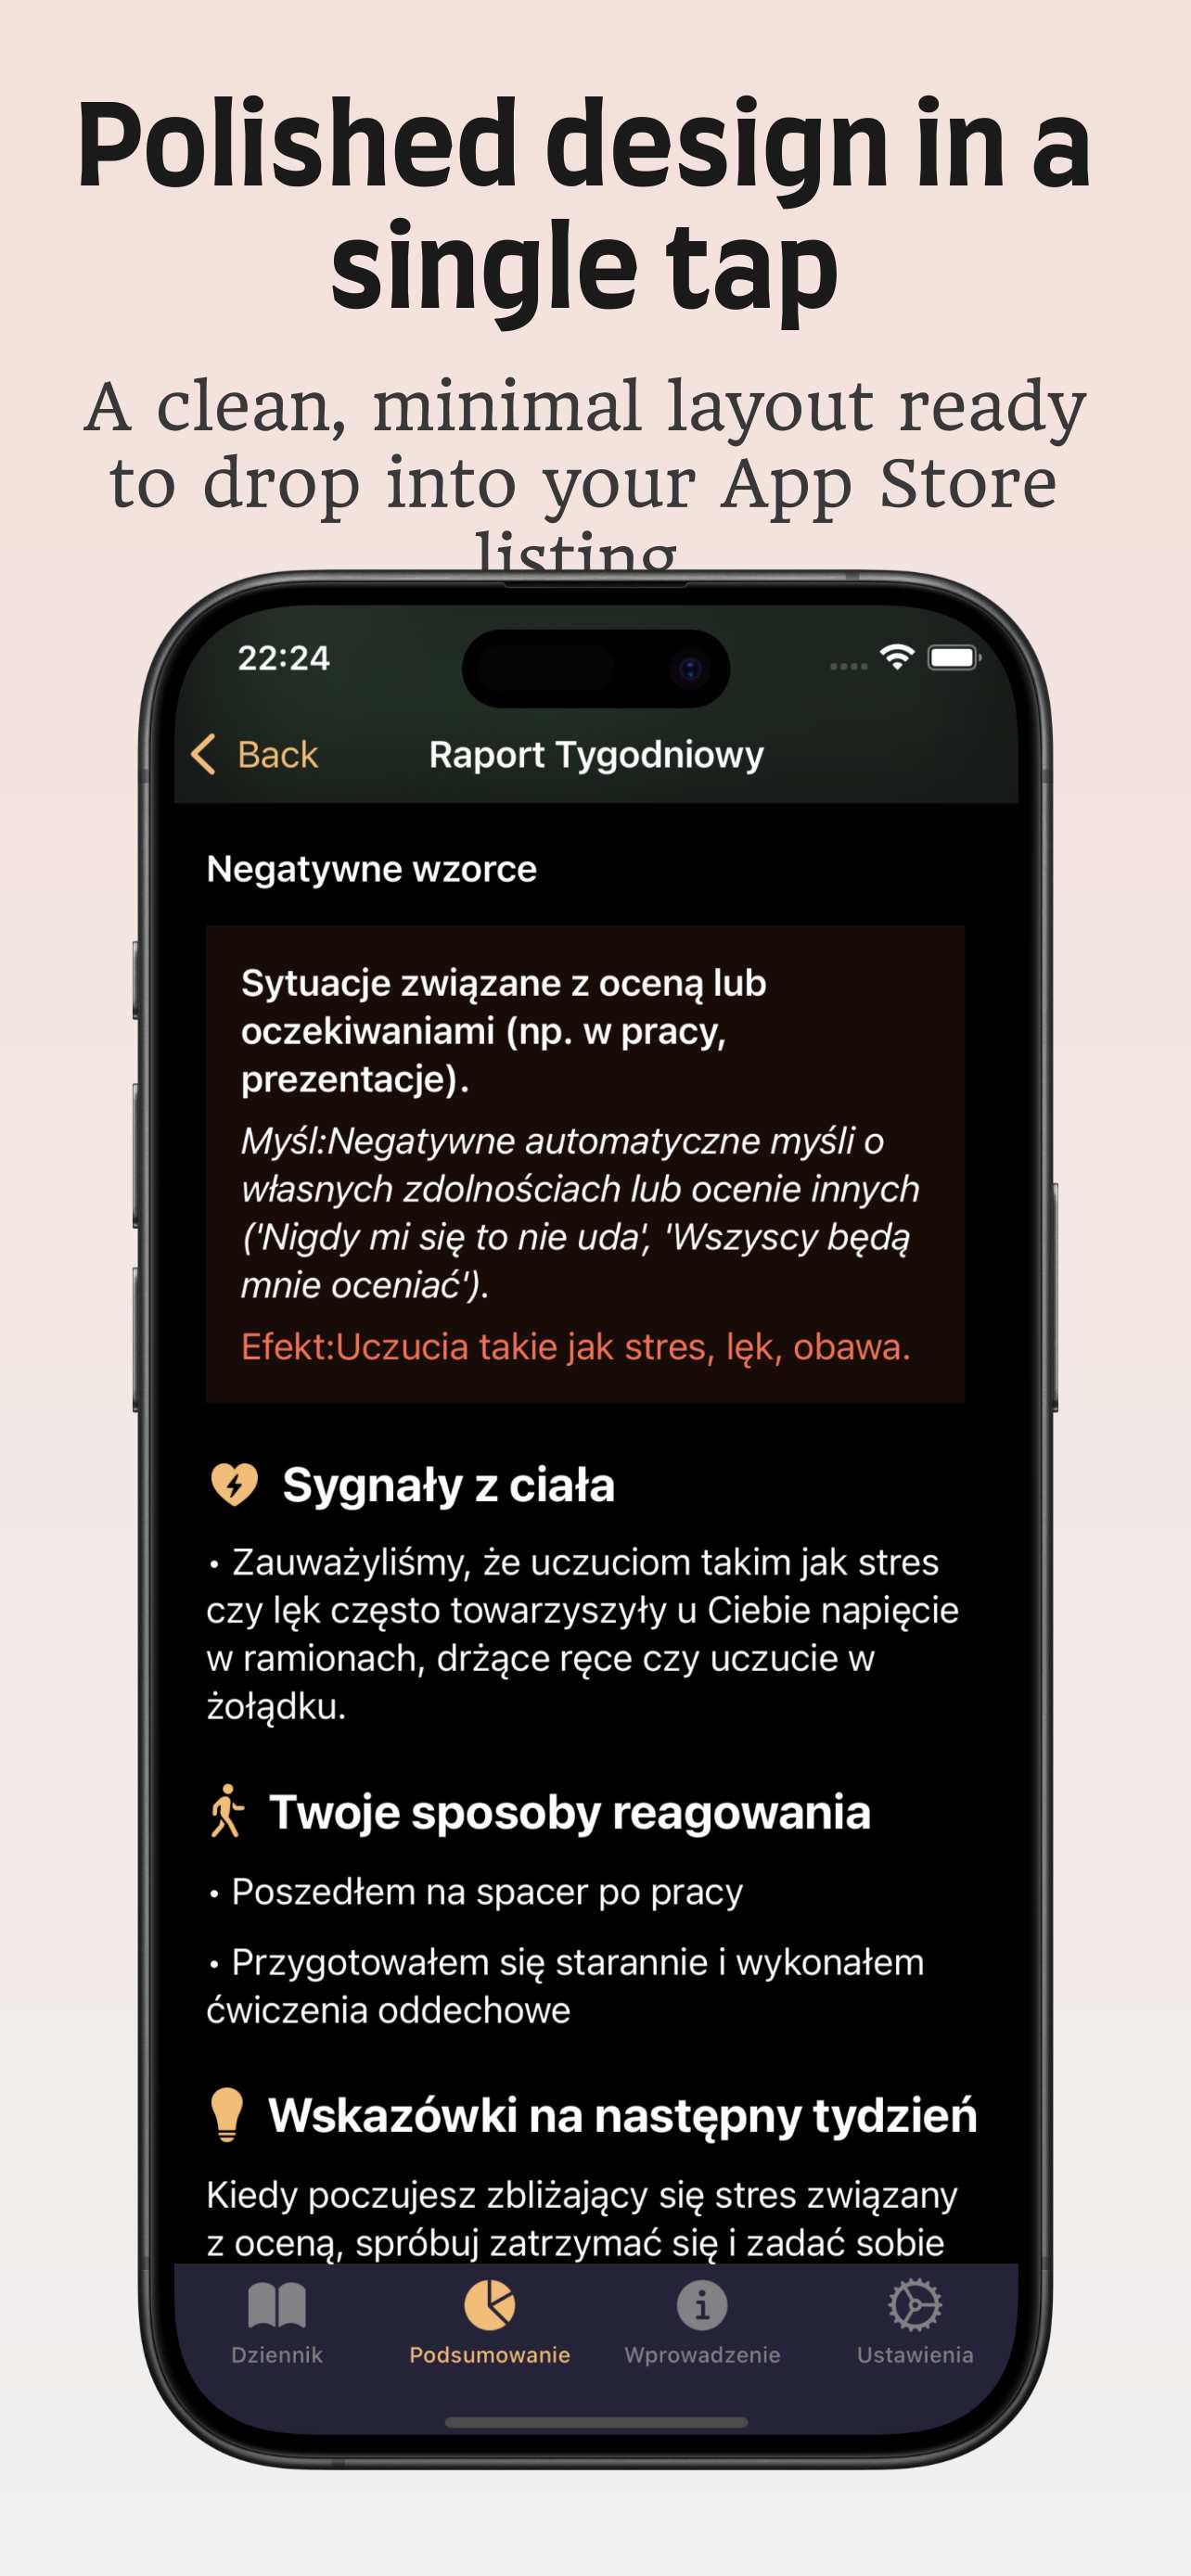 Polished design in a
single tap
A clean, minimal layout ready
to drop into your App Store
listing
22:24
Back
Raport Tygodniowy
Negatywne wzorce
Sytuacje związane z oceną lub
oczekiwaniami (np. w pracy,
prezentacje).
Myśl:Negatywne automatyczne myśli o
własnych zdolnościach lub ocenie innych
('Nigdy mi się to nie uda', 'Wszyscy będą
mnie oceniać').
Efekt:Uczucia takie jak stres, lęk, obawa.
Sygnały z ciała
• Zauważyliśmy, że uczuciom takim jak stres
czy lęk często towarzyszyły u Ciebie napięcie
w ramionach, drżące ręce czy uczucie w
żołądku.
Twoje sposoby reagowania
• Poszedłem na spacer po pracy
• Przygotowałem się starannie i wykonałem
ćwiczenia oddechowe
Wskazówki na następny tydzień
Kiedy poczujesz zbliżający się stres związany
z oceną, spróbuj zatrzymać się i zadać sobie
Dziennik
Podsumowanie
Wprowadzenie
Ustawienia